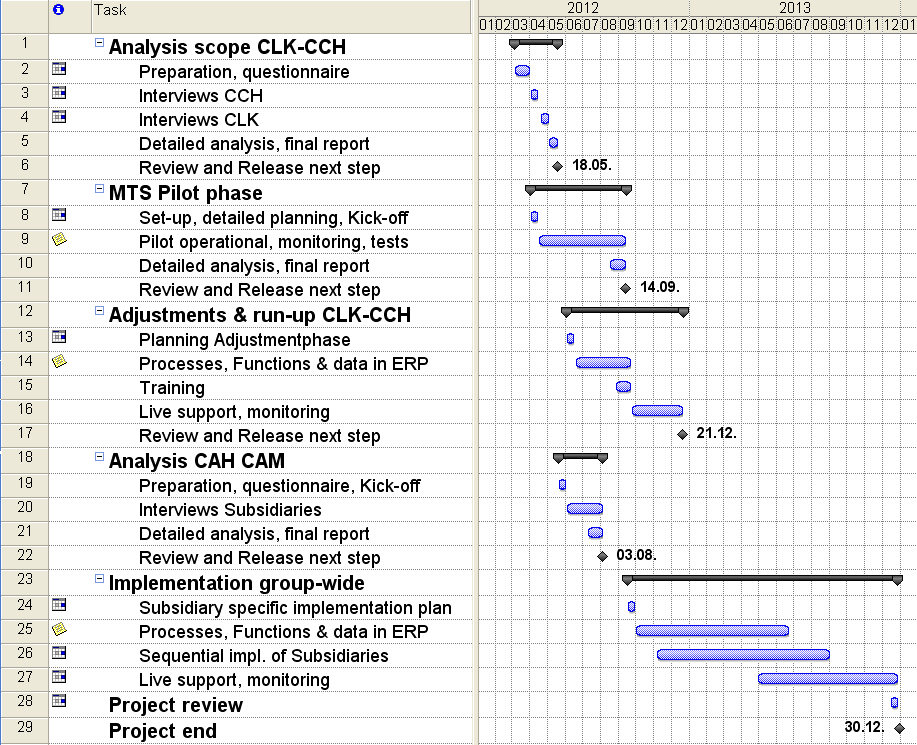 Task
2012 2013
01 02 03 04 05 06 07 08 09 10 11 12 01 02 03 04 05 06 07 08 09 10 11 12 01
1 Analysis scope CLK-CCH
2 Preparation, questionnaire
3 Interviews CCH
4 Interviews CLK
5 Detailed analysis, final report
6 Review and Release next step 18.05.
7 MTS Pilot phase
8 Set-up, detailed planning, Kick-off
9 Pilot operational, monitoring, tests
10 Detailed analysis, final report
11 Review and Release next step 14.09.
12 Adjustments & run-up CLK-CCH
13 Planning Adjustmentphase
14 Processes, Functions & data in ERP
15 Training
16 Live support, monitoring
17 Review and Release next step 21.12.
18 Analysis CAH CAM
19 Preparation, questionnaire, Kick-off
20 Interviews Subsidiaries
21 Detailed analysis, final report
22 Review and Release next step 03.08.
23 Implementation group-wide
24 Subsidiary specific implementation plan
25 Processes, Functions & data in ERP
26 Sequential impl. of Subsidiaries
27 Live support, monitoring
28 Project review
29 Project end 30.12.